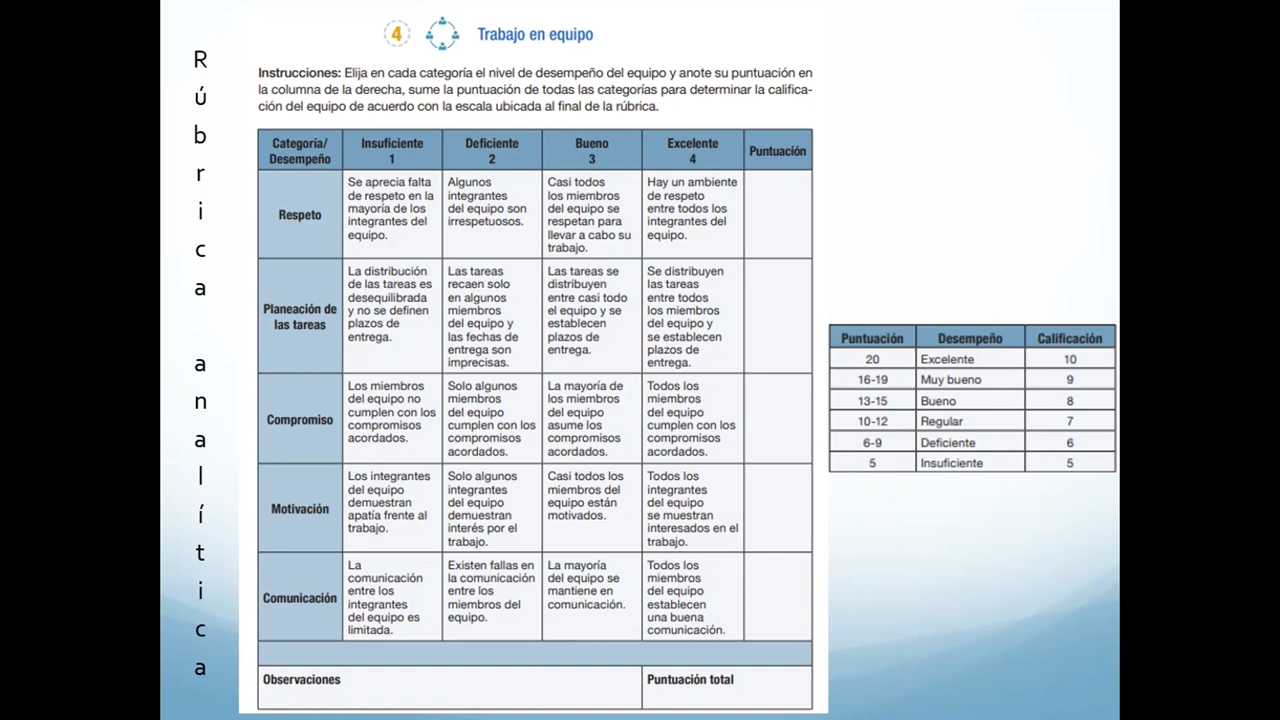 Rúbrica analítica
4
Trabajo en equipo
Instrucciones: Elija en cada categoría el nivel de desempeño del equipo y anote su puntuación en
la columna de la derecha, sume la puntuación de todas las categorías para determinar la califica-
ción del equipo de acuerdo con la escala ubicada al final de la rúbrica.
Categoría/
Desempeño
Insuficiente
1
Deficiente
2
Bueno
3
Excelente
4
Puntuación
Respeto
Se aprecia falta
de respeto en la
mayoría de los
integrantes del
equipo.
Algunos
integrantes
del equipo son
irrespetuosos.
Casi todos
los miembros
del equipo se
respetan para
llevar a cabo su
trabajo.
Hay un ambiente
de respeto
entre todos los
integrantes del
equipo.
Planeación de
las tareas
La distribución
de las tareas es
desequilibrada
y no se definen
plazos de
entrega.
Las tareas
recaen solo
en algunos
miembros
del equipo y
las fechas de
entrega son
imprecisas.
Las tareas se
distribuyen
entre casi todo
el equipo y se
establecen
plazos de
entrega.
Se distribuyen
las tareas
entre todos
los miembros
del equipo y
se establecen
plazos de
entrega.
Compromiso
Los miembros
del equipo no
cumplen con los
compromisos
acordados.
Solo algunos
miembros
del equipo
cumplen con los
compromisos
acordados.
La mayoría de
los miembros
del equipo
asume los
compromisos
acordados.
Todos los
miembros
del equipo
cumplen con los
compromisos
acordados.
Motivación
Los integrantes
del equipo
demuestran
apatía frente al
trabajo.
Solo algunos
integrantes
del equipo
demuestran
interés por el
trabajo.
Casi todos los
miembros del
equipo están
motivados.
Todos los
integrantes
del equipo
se muestran
interesados en el
trabajo.
Comunicación
La
comunicación
entre los
integrantes
del equipo es
limitada.
Existen fallas en
la comunicación
entre los
miembros del
equipo.
La mayoría
del equipo se
mantiene en
comunicación.
Todos los
miembros
del equipo
establecen
una buena
comunicación.
Observaciones
Puntuación total
Puntuación Desempeño Calificación
20 Excelente 10
16-19 Muy bueno 9
13-15 Bueno 8
10-12 Regular 7
6-9 Deficiente 6
5 Insuficiente 5